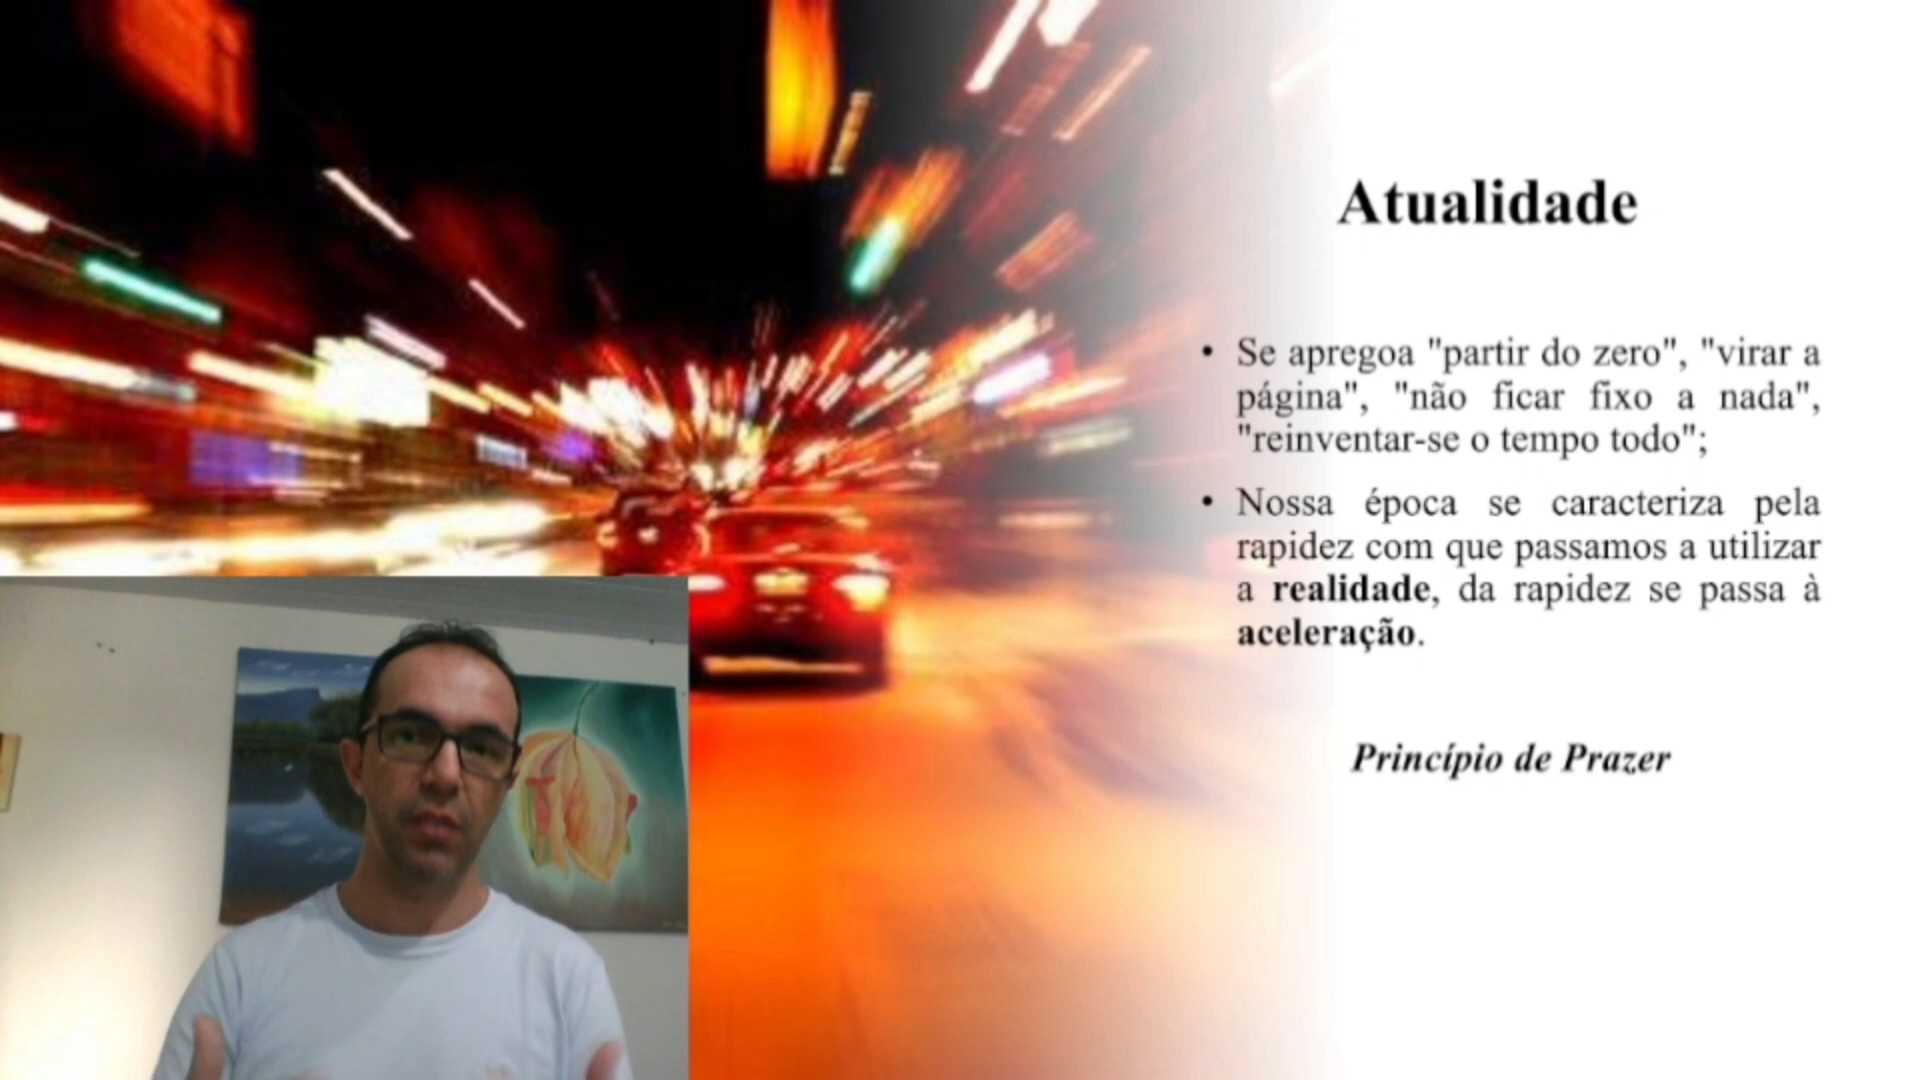 Atualidade
• Se apregoa "partir do zero", "virar a
página", "não ficar fixo a nada",
"reinventar-se o tempo todo";
• Nossa época se caracteriza pela
rapidez com que passamos a utilizar
a realidade, da rapidez se passa à
aceleração.
Princípio de Prazer